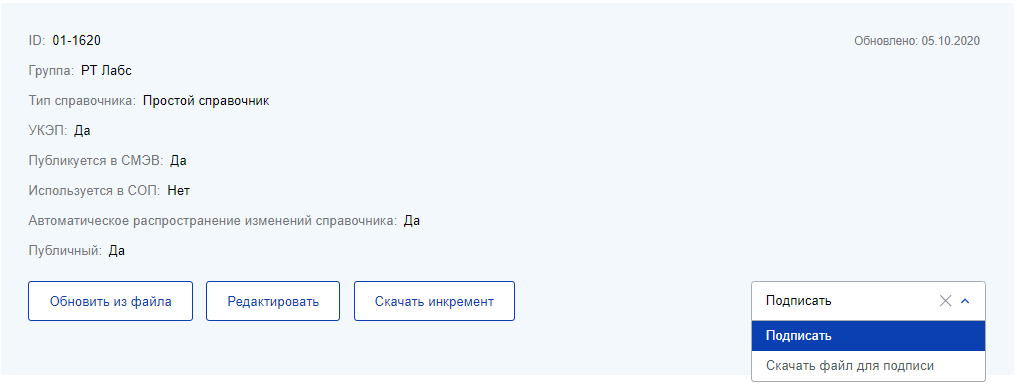 ID: 01-1620
Обновлено: 05.10.2020
Группа: РТ Лабс
Тип справочника: Простой справочник
УКЭП: Да
Публикуется в СМЭВ: Да
Используется в СОП: Нет
Автоматическое распространение изменений справочника: Да
Публичный: Да
Обновить из файла
Редактировать
Скачать инкремент
Подписать
Подписать
Скачать файл для подписи